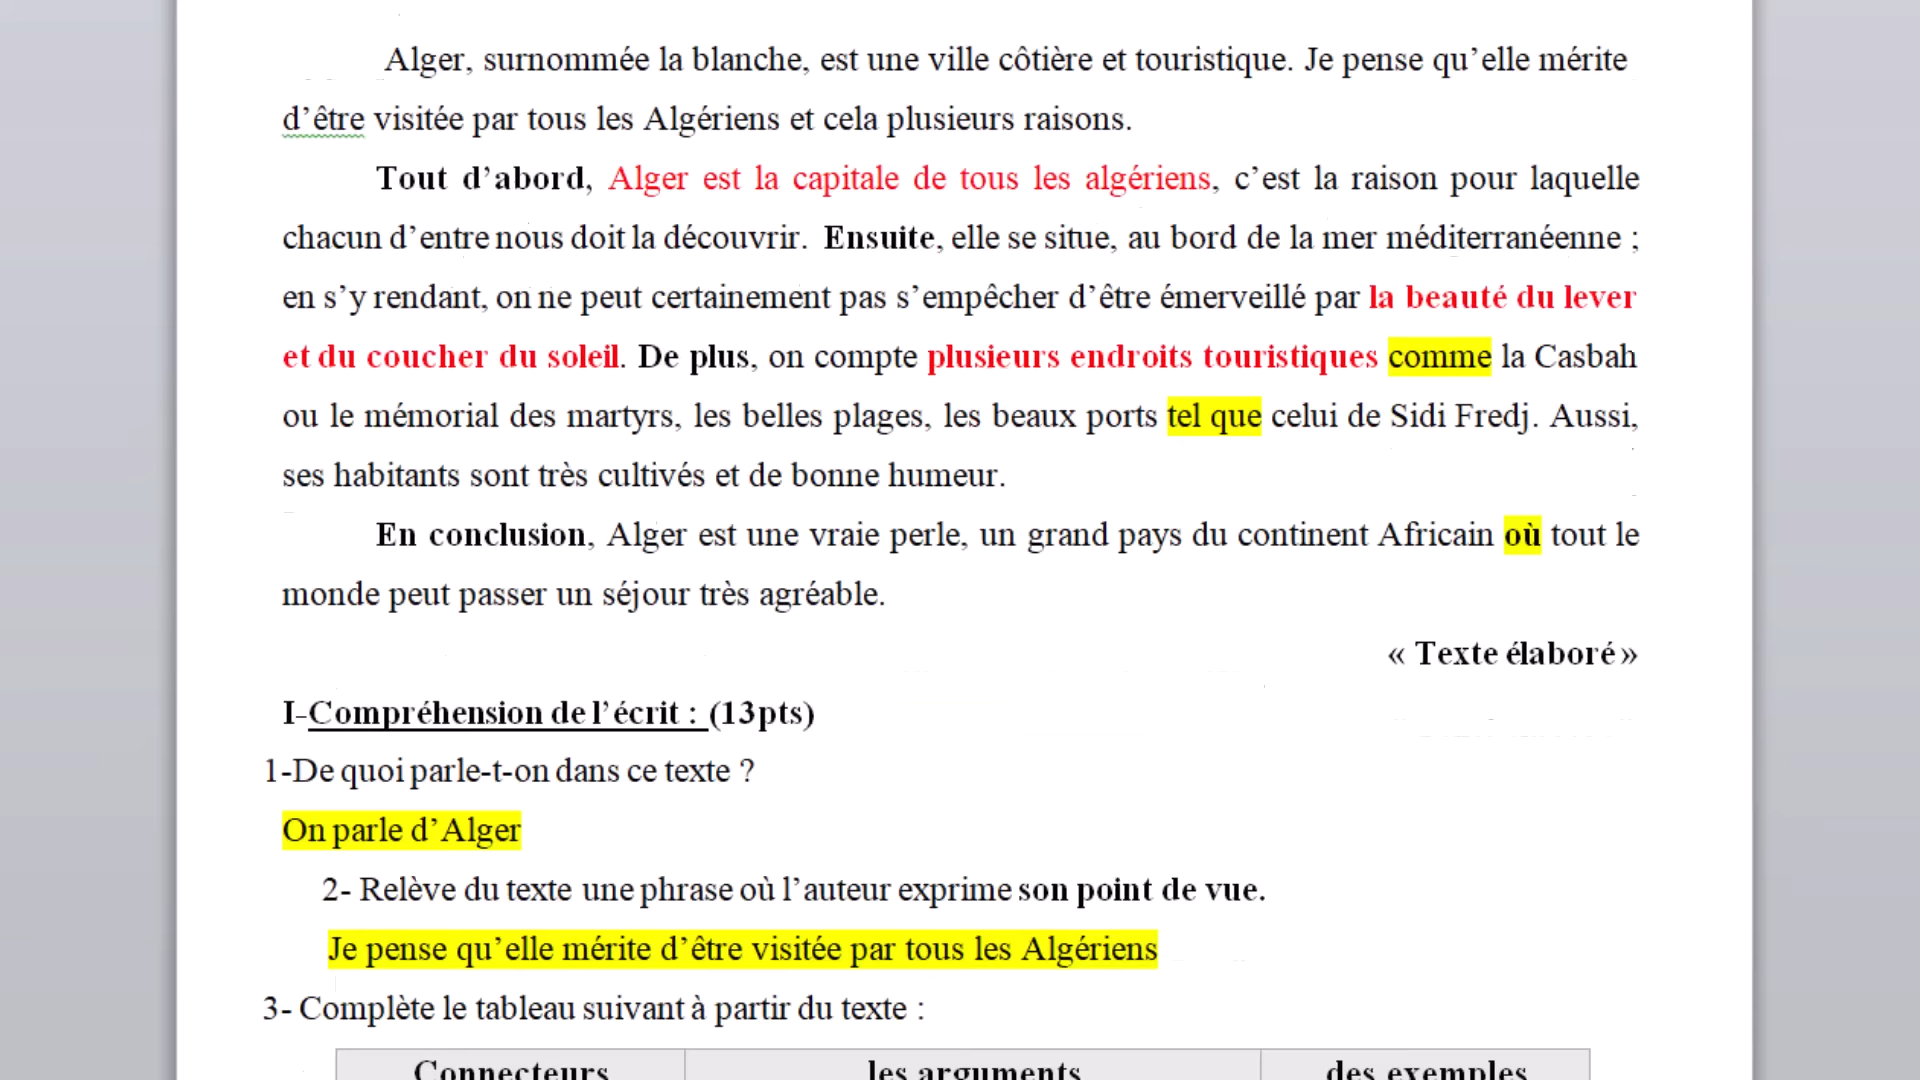 Alger, surnommée la blanche, est une ville côtière et touristique. Je pense qu’elle mérite
d’être visitée par tous les Algériens et cela plusieurs raisons.
Tout d’abord, Alger est la capitale de tous les algériens, c’est la raison pour laquelle
chacun d’entre nous doit la découvrir. Ensuite, elle se situe, au bord de la mer méditerranéenne ;
en s’y rendant, on ne peut certainement pas s’empêcher d’être émerveillé par la beauté du lever
et du coucher du soleil. De plus, on compte plusieurs endroits touristiques comme la Casbah
ou le mémorial des martyrs, les belles plages, les beaux ports tel que celui de Sidi Fredj. Aussi,
ses habitants sont très cultivés et de bonne humeur.
En conclusion, Alger est une vraie perle, un grand pays du continent Africain où tout le
monde peut passer un séjour très agréable.
« Texte élaboré »
I-Compréhension de l’écrit : (13pts)
1-De quoi parle-t-on dans ce texte ?
On parle d’Alger
2- Relève du texte une phrase où l’auteur exprime son point de vue.
Je pense qu’elle mérite d’être visitée par tous les Algériens
3- Complète le tableau suivant à partir du texte :
Connecteurs les arguments des exemples